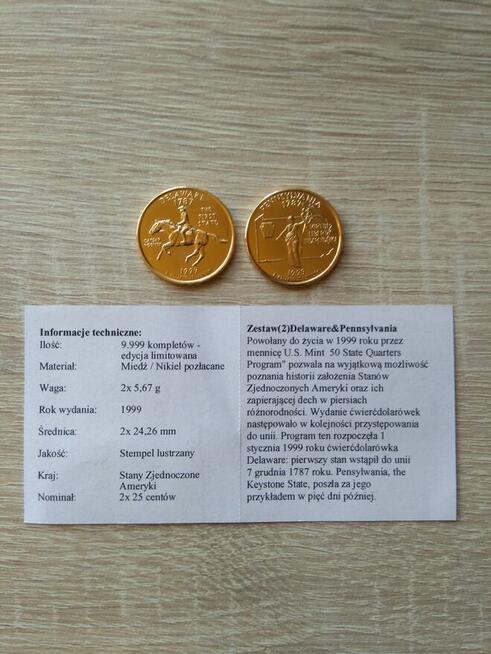 DELAWARE
1787
THE
FIRST
STATE
CAESAR
RODNEY
1999
PENNSYLVANIA
1787
VIRTUE
LIBERTY
INDEPENDENCE
1999
Informacje techniczne:
Ilość: 9.999 kompletów -
edycja limitowana
Materiał: Miedź / Nikiel pozłacane
Waga: 2x 5,67 g
Rok wydania: 1999
Średnica: 2x 24,26 mm
Jakość: Stempel lustrzany
Kraj: Stany Zjednoczone
Ameryki
Nominał: 2x 25 centów
Zestaw(2)Delaware&Pennsylvania
Powołany do życia w 1999 roku przez
mennicę U.S. Mint 50 State Quarters
Program" pozwala na wyjątkową możliwość
poznania historii założenia Stanów
Zjednoczonych Ameryki oraz ich
zapierającej dech w piersiach
różnorodności. Wydanie ćwierćdolarówek
następowało w kolejności przystępowania
do unii. Program ten rozpoczęła 1
stycznia 1999 roku ćwierćdolarówka
Delaware: pierwszy stan wstąpił do unii
7 grudnia 1787 roku. Pensylwania, the
Keystone State, poszła za jego
przykładem w pięć dni później.